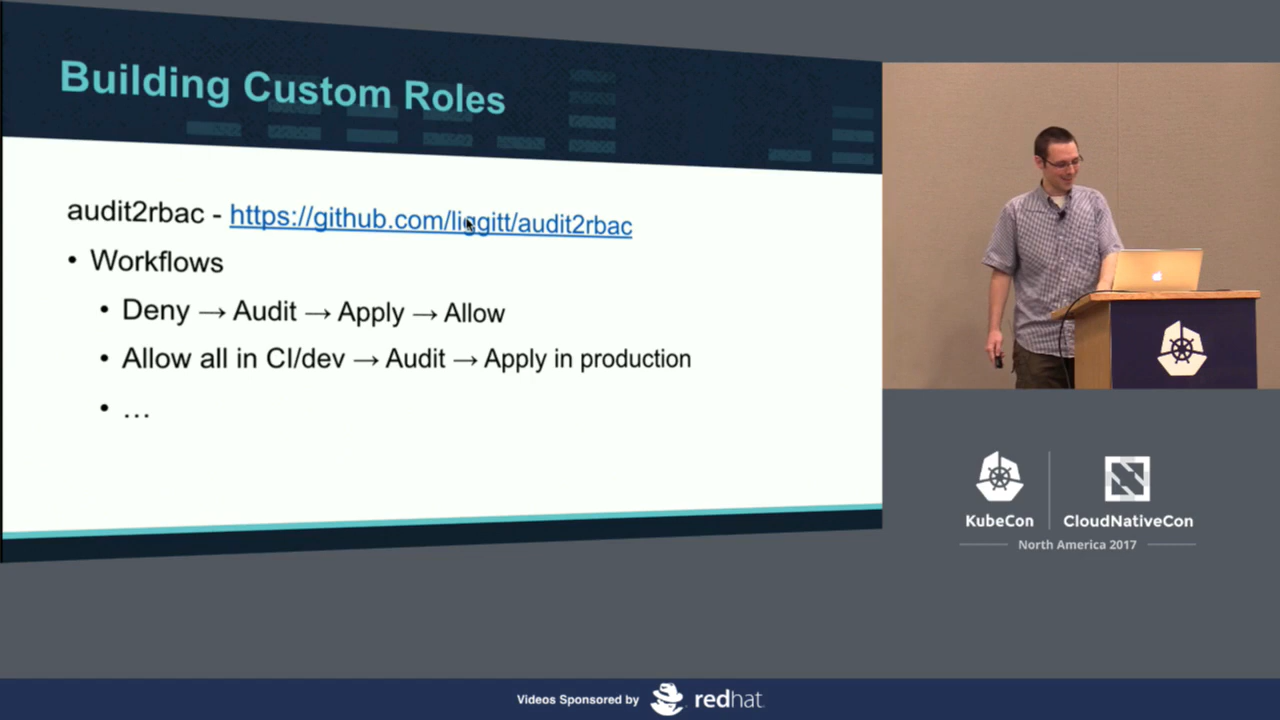 Building Custom Roles
audit2rbac - https://github.com/liggitt/audit2rbac
• Workflows
• Deny → Audit → Apply → Allow
• Allow all in CI/dev → Audit → Apply in production
• …
KubeCon
CloudNativeCon
North America 2017
Videos Sponsored by
redhat.